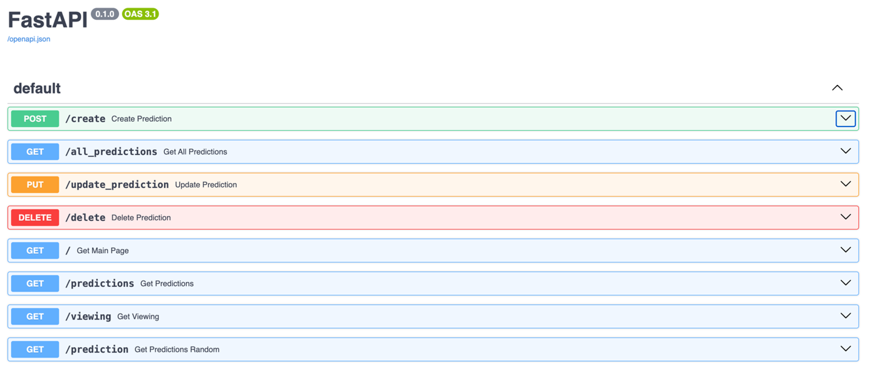 FastAPI 0.1.0 OAS 3.1
/openapi.json
default
POST /create Create Prediction
GET /all_predictions Get All Predictions
PUT /update_prediction Update Prediction
DELETE /delete Delete Prediction
GET / Get Main Page
GET /predictions Get Predictions
GET /viewing Get Viewing
GET /prediction Get Predictions Random